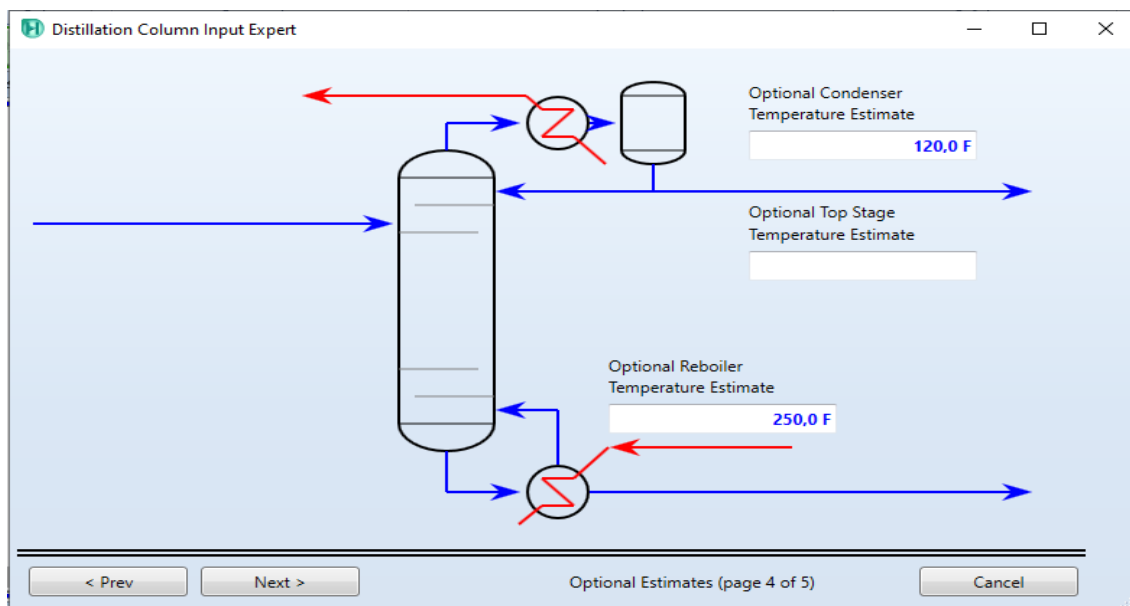 Distillation Column Input Expert
Optional Condenser
Temperature Estimate
120,0 F
Optional Top Stage
Temperature Estimate
Optional Reboiler
Temperature Estimate
250,0 F
< Prev
Next >
Optional Estimates (page 4 of 5)
Cancel